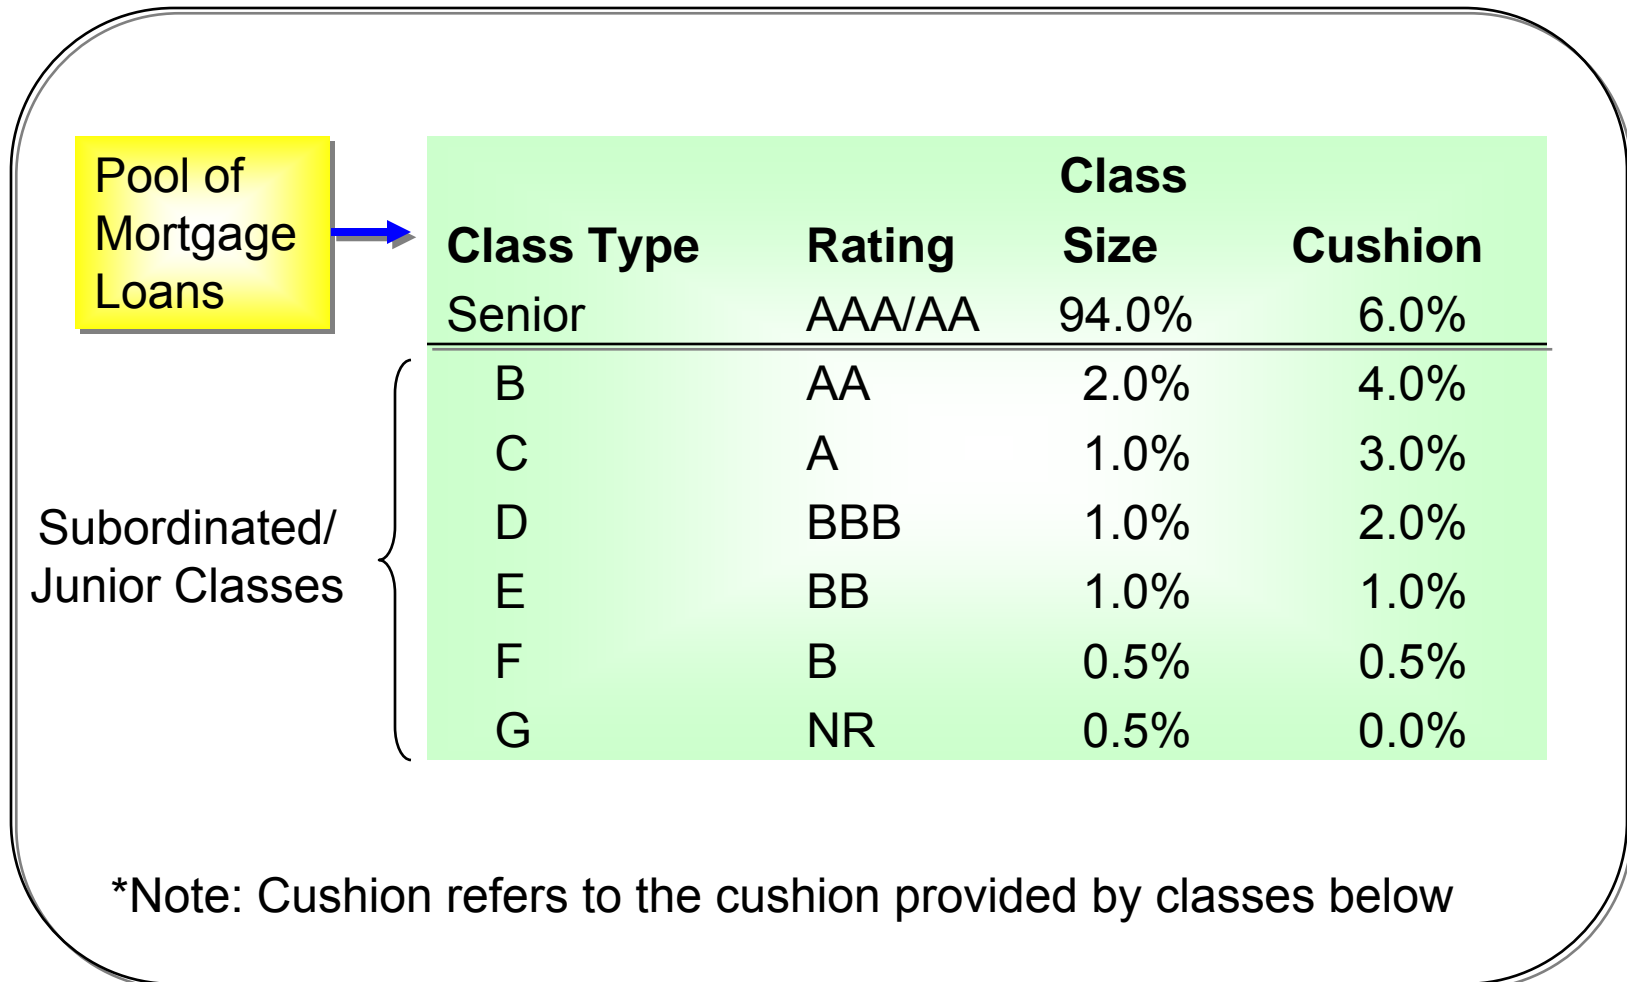 Pool of
Mortgage
Loans
Class
Class Type Rating Size Cushion
Senior AAA/AA 94.0% 6.0%
B AA 2.0% 4.0%
C A 1.0% 3.0%
D BBB 1.0% 2.0%
E BB 1.0% 1.0%
F B 0.5% 0.5%
G NR 0.5% 0.0%
Subordinated/
Junior Classes
*Note: Cushion refers to the cushion provided by classes below